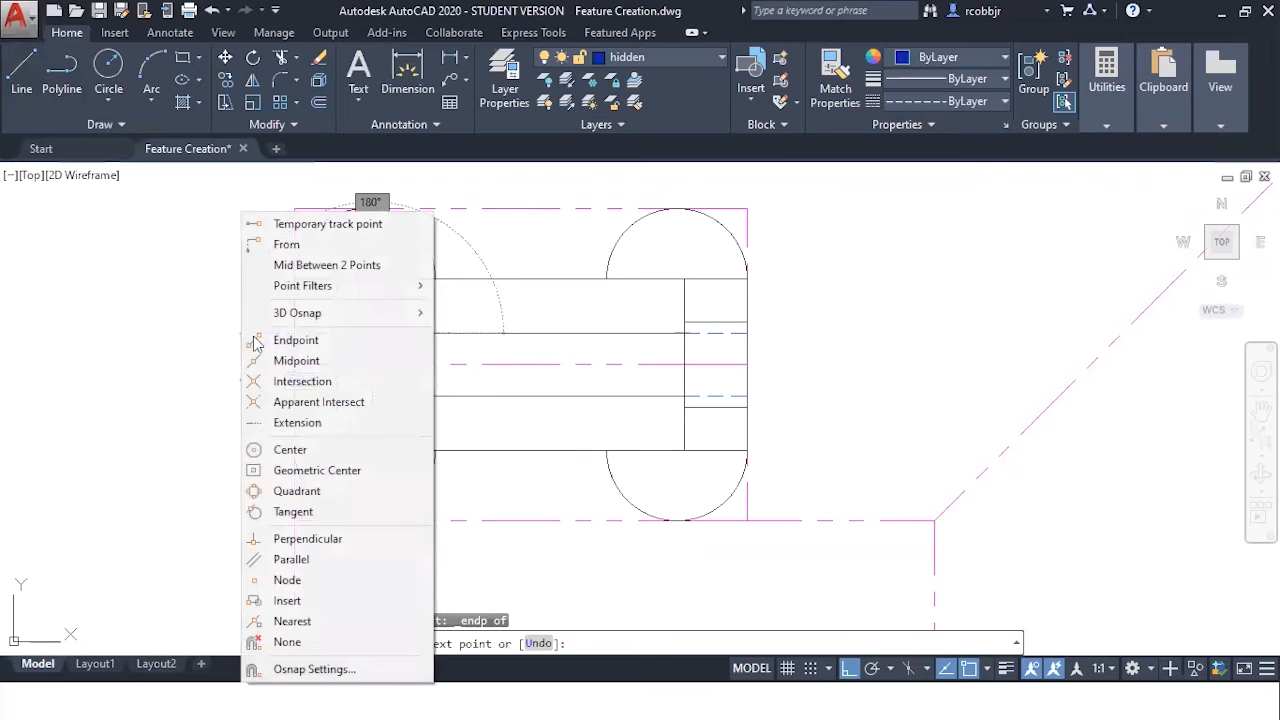 A Autodesk AutoCAD 2020 - STUDENT VERSION Feature Creation.dwg Type a keyword or phrase rcobbjr ?
Home Insert Annotate View Manage Output Add-ins Collaborate Express Tools Featured Apps
Line Polyline Circle Arc
Text Dimension
Layer Properties hidden
Insert
Match Properties
ByLayer
ByLayer
ByLayer
Group
Utilities Clipboard View
Draw Modify Annotation Layers Block Properties Groups
Start Feature Creation* +
[−][Top][2D Wireframe]
180°
N
W TOP E
S
WCS
Temporary track point
From
Mid Between 2 Points
Point Filters
3D Osnap
Endpoint
Midpoint
Intersection
Apparent Intersect
Extension
Center
Geometric Center
Quadrant
Tangent
Perpendicular
Parallel
Node
Insert
Nearest
None
Osnap Settings...
Y
X
t: _endp of
ext point or [Undo]:
Model Layout1 Layout2 + MODEL 1:1